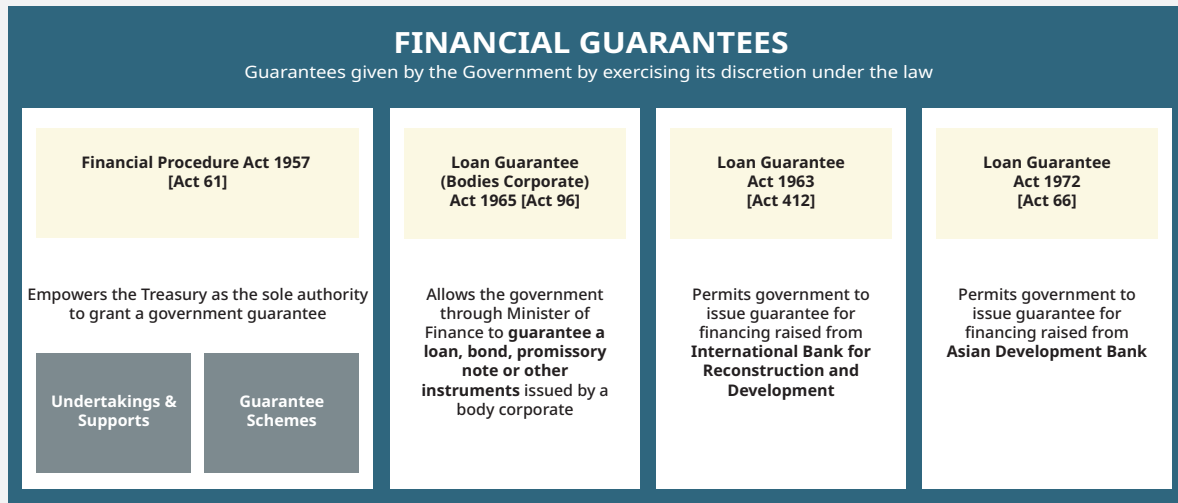 FINANCIAL GUARANTEES
Guarantees given by the Government by exercising its discretion under the law
Financial Procedure Act 1957
[Act 61]
Empowers the Treasury as the sole authority
to grant a government guarantee
Undertakings &
Supports
Guarantee
Schemes
Loan Guarantee
(Bodies Corporate)
Act 1965 [Act 96]
Allows the government
through Minister of
Finance to guarantee a
loan, bond, promissory
note or other
instruments issued by a
body corporate
Loan Guarantee
Act 1963
[Act 412]
Permits government to
issue guarantee for
financing raised from
International Bank for
Reconstruction and
Development
Loan Guarantee
Act 1972
[Act 66]
Permits government to
issue guarantee for
financing raised from
Asian Development Bank